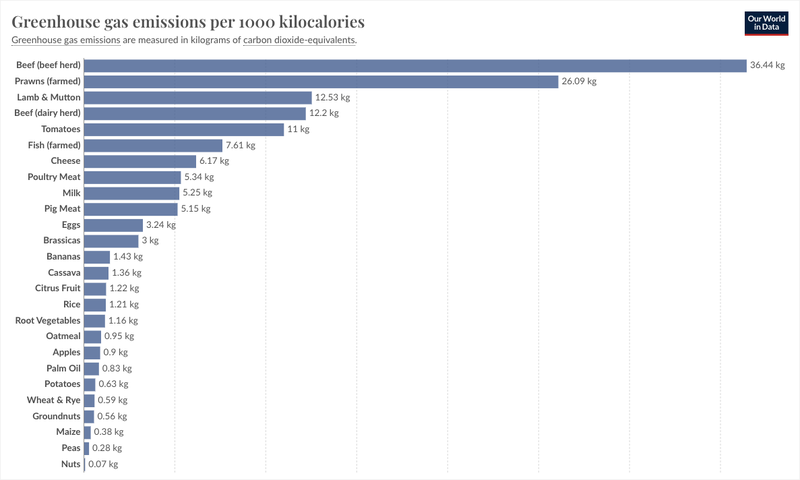 Greenhouse gas emissions per 1000 kilocalories
Our World
in Data
Greenhouse gas emissions are measured in kilograms of carbon dioxide-equivalents.
Beef (beef herd) 36.44 kg
Prawns (farmed) 26.09 kg
Lamb & Mutton 12.53 kg
Beef (dairy herd) 12.2 kg
Tomatoes 11 kg
Fish (farmed) 7.61 kg
Cheese 6.17 kg
Poultry Meat 5.34 kg
Milk 5.25 kg
Pig Meat 5.15 kg
Eggs 3.24 kg
Brassicas 3 kg
Bananas 1.43 kg
Cassava 1.36 kg
Citrus Fruit 1.22 kg
Rice 1.21 kg
Root Vegetables 1.16 kg
Oatmeal 0.95 kg
Apples 0.9 kg
Palm Oil 0.83 kg
Potatoes 0.63 kg
Wheat & Rye 0.59 kg
Groundnuts 0.56 kg
Maize 0.38 kg
Peas 0.28 kg
Nuts 0.07 kg